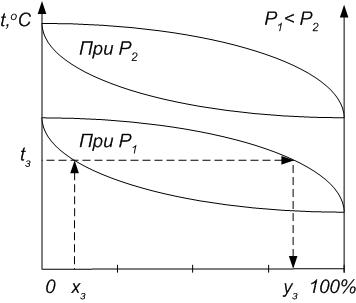 t,°C
P₁< P₂
При P₂
При P₁
tз
0 xз yз 100%